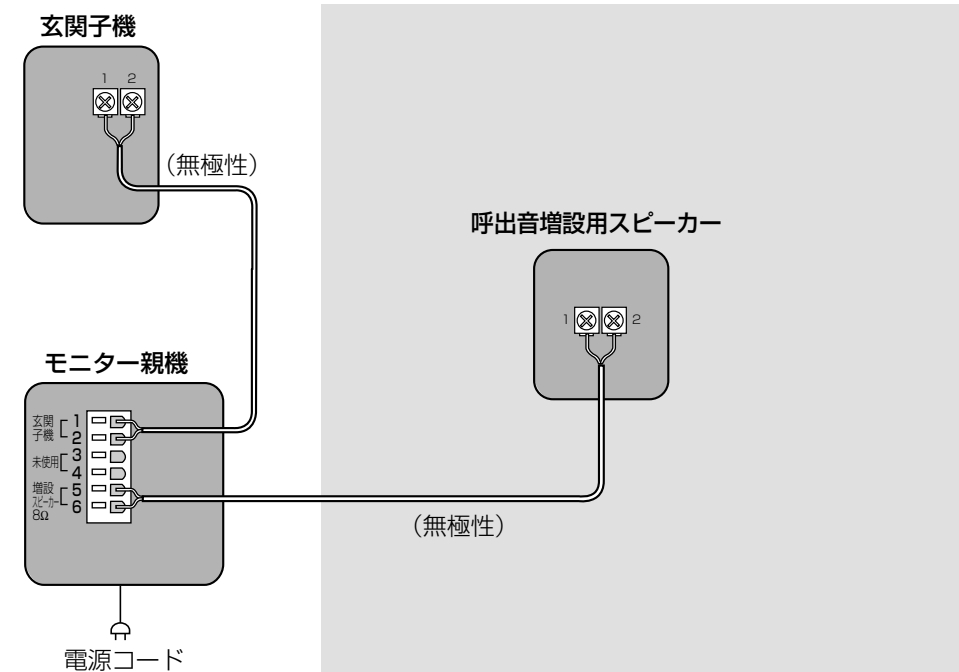 玄関子機
1 2
（無極性）
呼出音増設用スピーカー
1 2
モニター親機
玄関
子機
1
2
未使用
3
4
増設
スピーカー
8Ω
5
6
（無極性）
電源コード